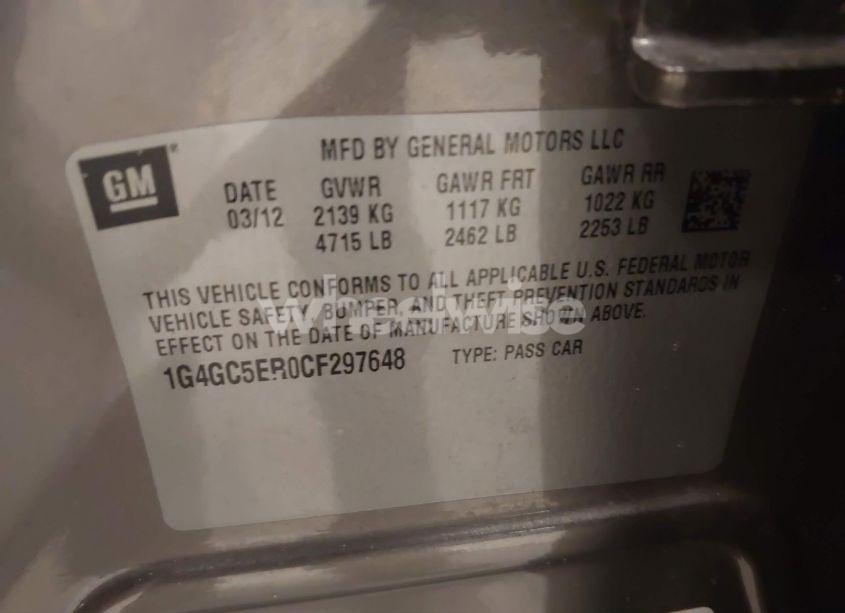 MFD BY GENERAL MOTORS LLC
GM®
DATE GVWR GAWR FRT GAWR RR
03/12 2139 KG 1117 KG 1022 KG
4715 LB 2462 LB 2253 LB
THIS VEHICLE CONFORMS TO ALL APPLICABLE U.S. FEDERAL MOTOR
VEHICLE SAFETY, BUMPER, AND THEFT PREVENTION STANDARDS IN
EFFECT ON THE DATE OF MANUFACTURE SHOWN ABOVE.
1G4GC5ER0CF297648 TYPE: PASS CAR
wheelwise